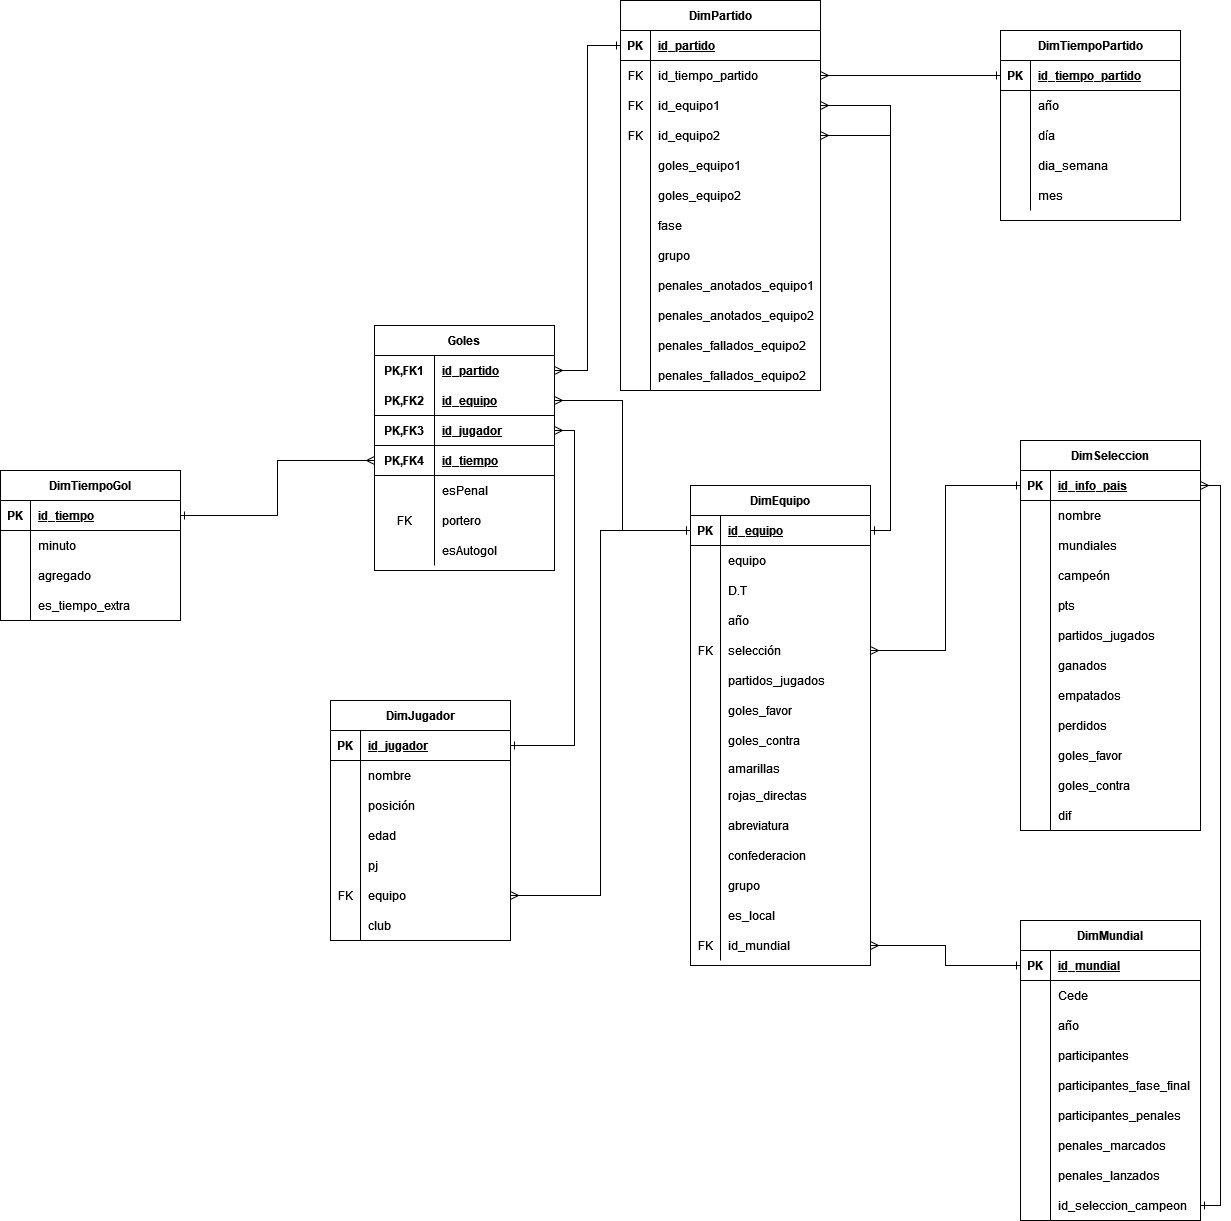 DimPartido
PK id_partido
FK id_tiempo_partido
FK id_equipo1
FK id_equipo2
goles_equipo1
goles_equipo2
fase
grupo
penales_anotados_equipo1
penales_anotados_equipo2
penales_fallados_equipo2
penales_fallados_equipo2
DimTiempoPartido
PK id_tiempo_partido
año
día
dia_semana
mes
Goles
PK,FK1 id_partido
PK,FK2 id_equipo
PK,FK3 id_jugador
PK,FK4 id_tiempo
esPenal
FK portero
esAutogol
DimTiempoGol
PK id_tiempo
minuto
agregado
es_tiempo_extra
DimEquipo
PK id_equipo
equipo
D.T
año
FK selección
partidos_jugados
goles_favor
goles_contra
amarillas
rojas_directas
abreviatura
confederacion
grupo
es_local
FK id_mundial
DimSeleccion
PK id_info_pais
nombre
mundiales
campeón
pts
partidos_jugados
ganados
empatados
perdidos
goles_favor
goles_contra
dif
DimJugador
PK id_jugador
nombre
posición
edad
pj
FK equipo
club
DimMundial
PK id_mundial
Cede
año
participantes
participantes_fase_final
participantes_penales
penales_marcados
penales_lanzados
id_seleccion_campeon